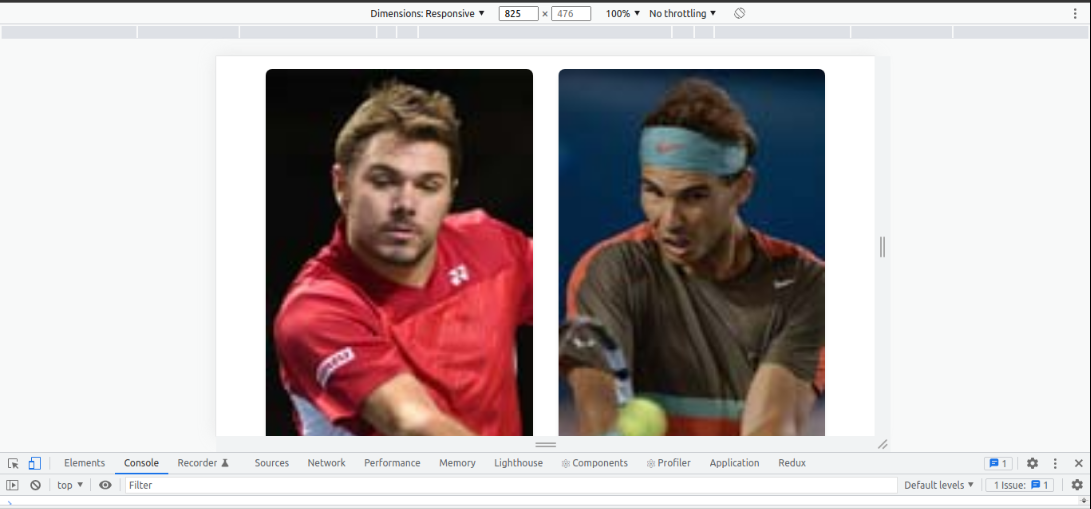 Dimensions: Responsive ▼ 825 × 476 100% ▼ No throttling ▼
Elements Console Recorder Sources Network Performance Memory Lighthouse Components Profiler Application Redux 1
top ▼ Filter Default levels ▼ 1 Issue: 1